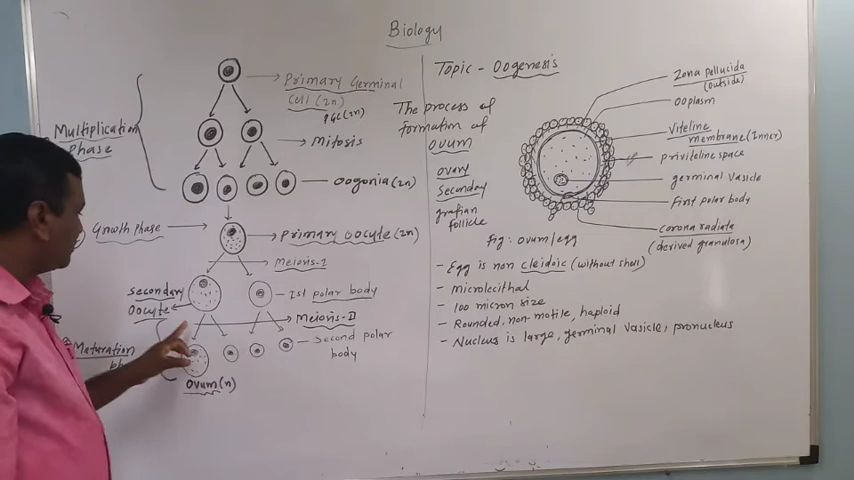 Biology
Multiplication
Phase
Primary Germinal
Cell (2n)
PGC(2n)
Mitosis
Oogonia (2n)
Growth Phase
Primary oocyte (2n)
Meiosis-I
Secondary
Oocyte
1st polar body
Meiosis-II
Second polar
body
Maturation
Ovum(n)
Topic - Oogenesis
The process of
formation of
ovum
ovary
Secondary
grafian
follicle
Zona pellucida
(outside)
ooplasm
Viteline
membrane (Inner)
priviteline space
germinal vasicle
First polar body
corona radiata
(derived granulosa)
Fig: ovum/egg
- Egg is non cleidoic (without shell)
- Microlecithal
- 100 micron size
- Rounded, non-motile, haploid
- Nucleus is large, germinal vasicle, pronucleus